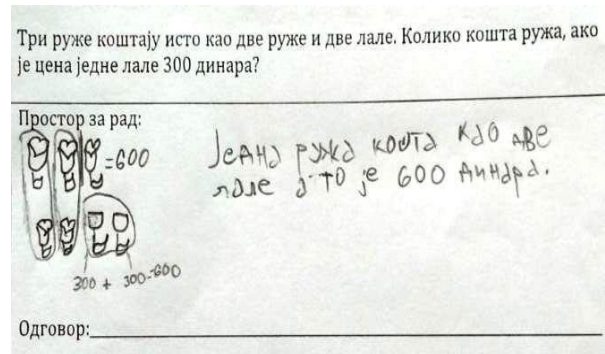 Три руже коштају исто као две руже и две лале. Колико кошта ружа, ако
је цена једне лале 300 динара?
Простор за рад:
=600
Једна ружа кошта као две
лале а то је 600 динара.
300 + 300=600
Одговор: